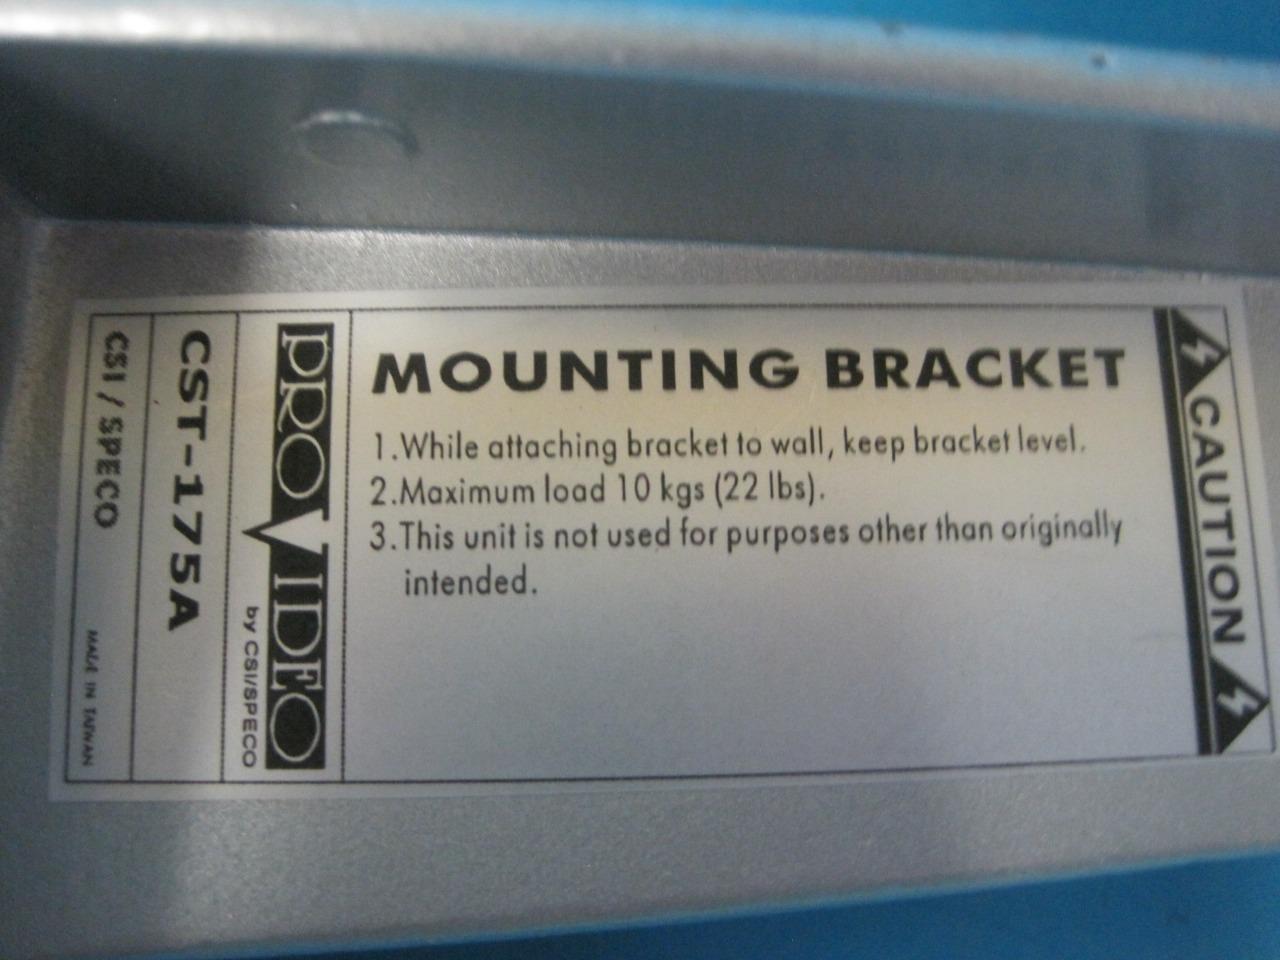 MOUNTING BRACKET
1.While attaching bracket to wall, keep bracket level.
2.Maximum load 10 kgs (22 lbs).
3.This unit is not used for purposes other than originally
intended.
CAUTION
PROVIDEO
by CSI/SPECO
CST-175A
CSI / SPECO
MADE IN TAIWAN